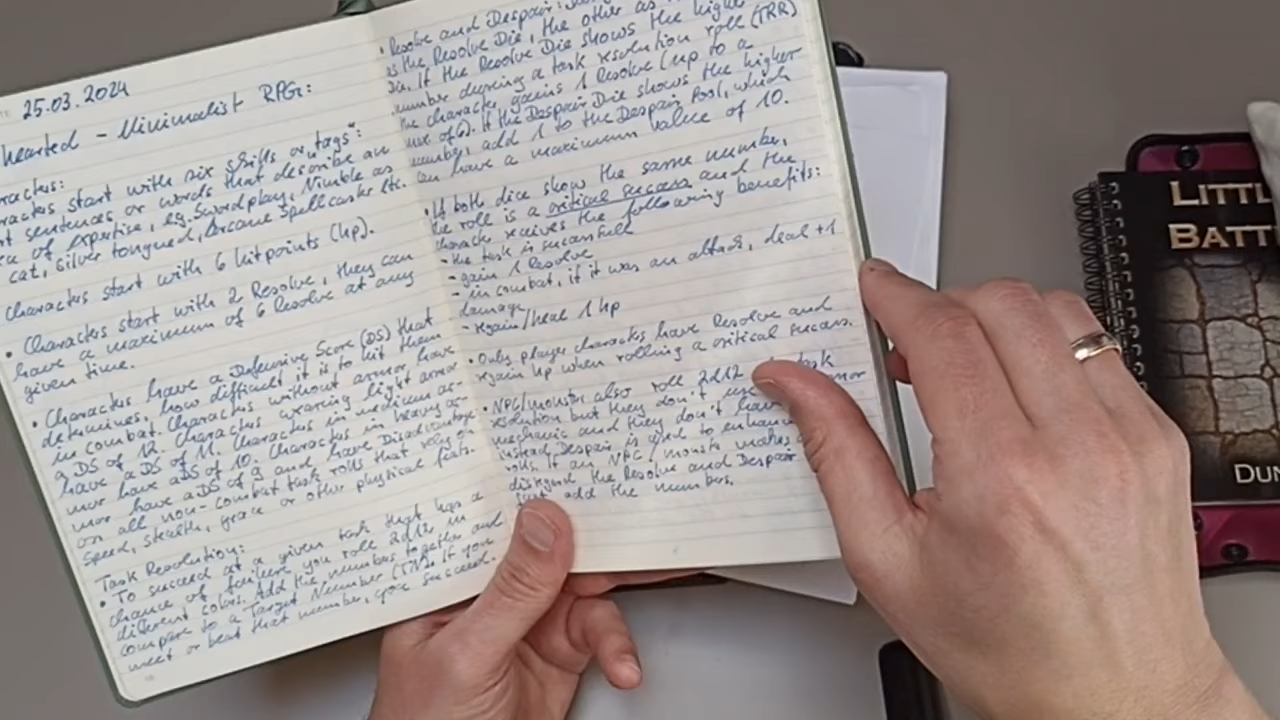 25.03.2024
hearted - Minimalist RPG:
start with six skills or "tags":
sentences or words that describe an
of expertise, e.g. Swordplay, Nimble as
cat, silver tongued, Arcane Spellcaster etc.
Characters start with 6 hitpoints (hp).
• Characters start with 2 Resolve, they can
have a maximum of 6 Resolve at any
given time.
• Characters have a Defensive Score (DS) that
determines, how difficult it is to hit them
in combat. Characters without armor have
a DS of 12. Characters wearing light armor
have a DS of 11. Characters in medium ar-
mor have a DS of 10. Characters in heavy ar-
mor have a DS of 9 and have Disadvantage
on all non-combat task rolls that rely on
speed, stealth, grace or other physical feats.
Task Resolution:
• To succeed at a given task that has a
chance of failure you roll 2d12 in
different colors. Add the numbers together and
compare to a Target Number (TN). If you
meet or beat that number, you succeed.
• Resolve and Despair:
as the Resolve Die, the other as
Die. If the Resolve Die shows the higher
number during a task resolution roll (TRR)
the character gains 1 Resolve (up to a
max of 6). If the Despair Die shows the higher
number, add 1 to the Despair Pool, which
can have a maximum value of 10.
• If both dice show the same number,
the roll is a critical success and the
character receives the following benefits:
- the task is successful
- gain 1 Resolve
- in combat, if it was an attack, deal +1
damage
- regain/heal 1 hp
• Only player characters have Resolve and
regain hp when rolling a critical success.
• NPC/monster also roll 2d12 task
resolution but they don't use
mechanic and they don't have
instead Despair is used to enhance
rolls. If an NPC/monster makes a
disregard the Resolve and Despair
just add the numbers.
LITTL
BATT
DUN